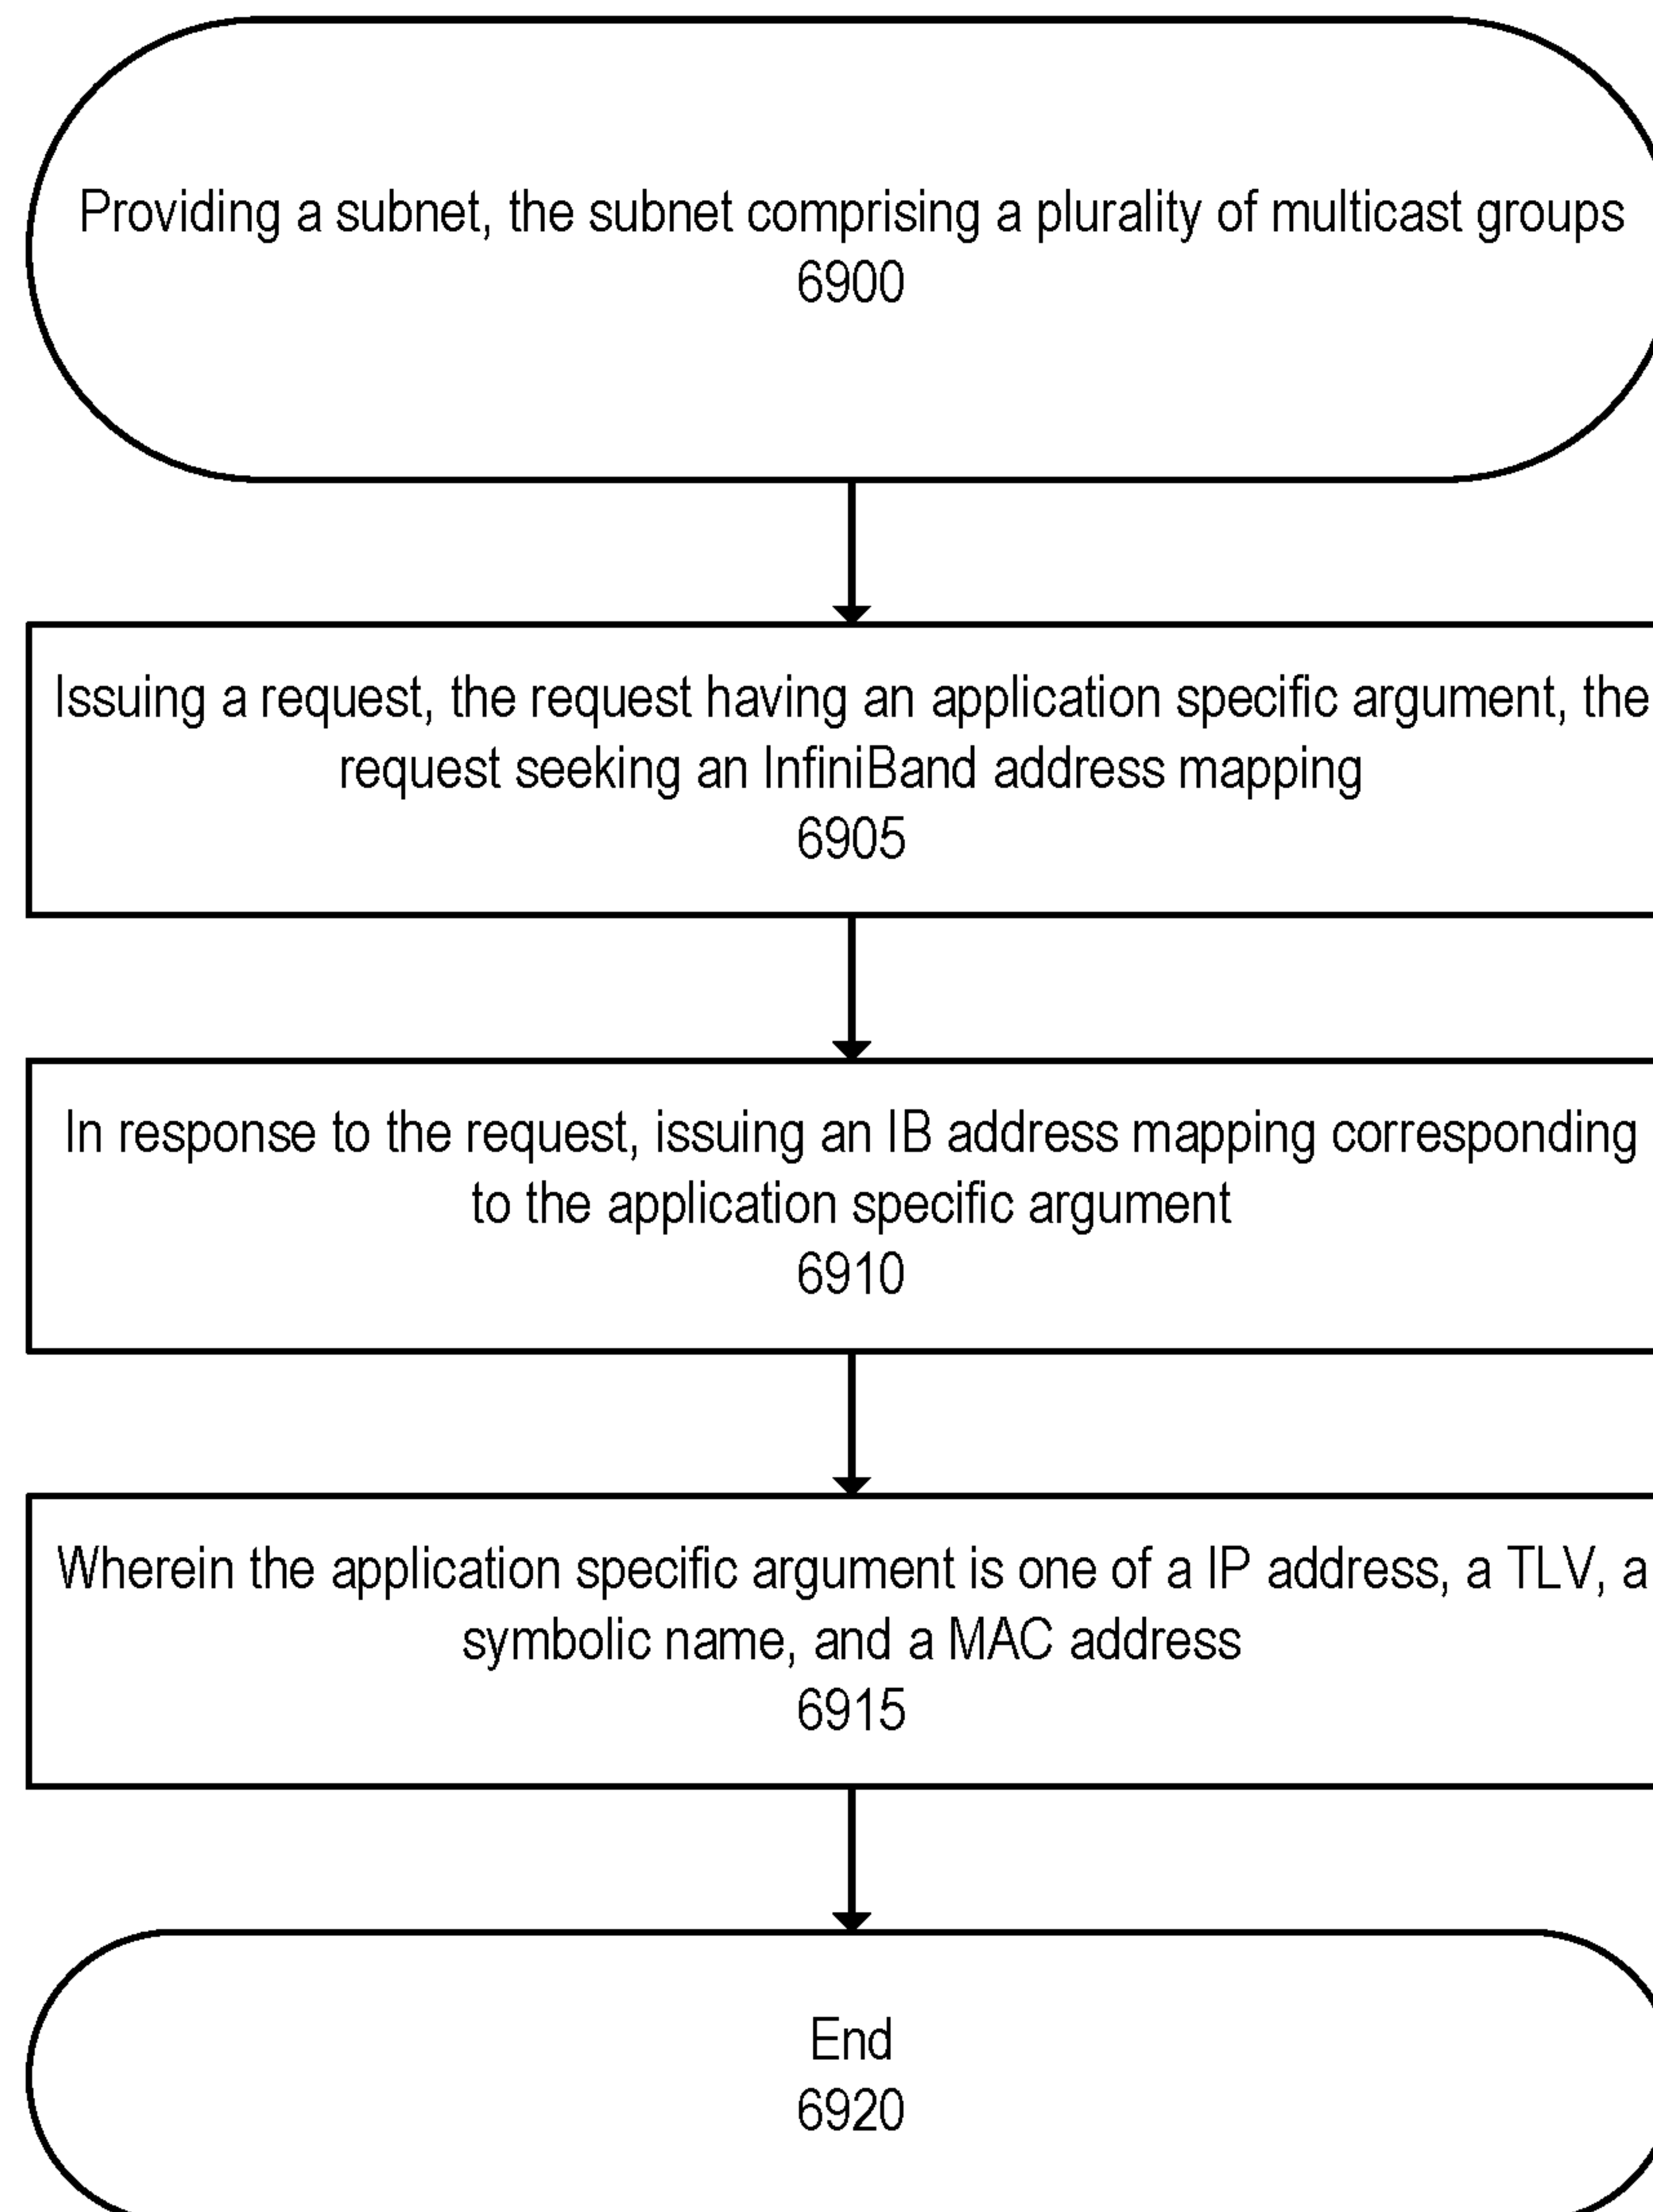 Providing a subnet, the subnet comprising a plurality of multicast groups
6900
Issuing a request, the request having an application specific argument, the
request seeking an InfiniBand address mapping
6905
In response to the request, issuing an IB address mapping corresponding
to the application specific argument
6910
Wherein the application specific argument is one of a IP address, a TLV, a
symbolic name, and a MAC address
6915
End
6920